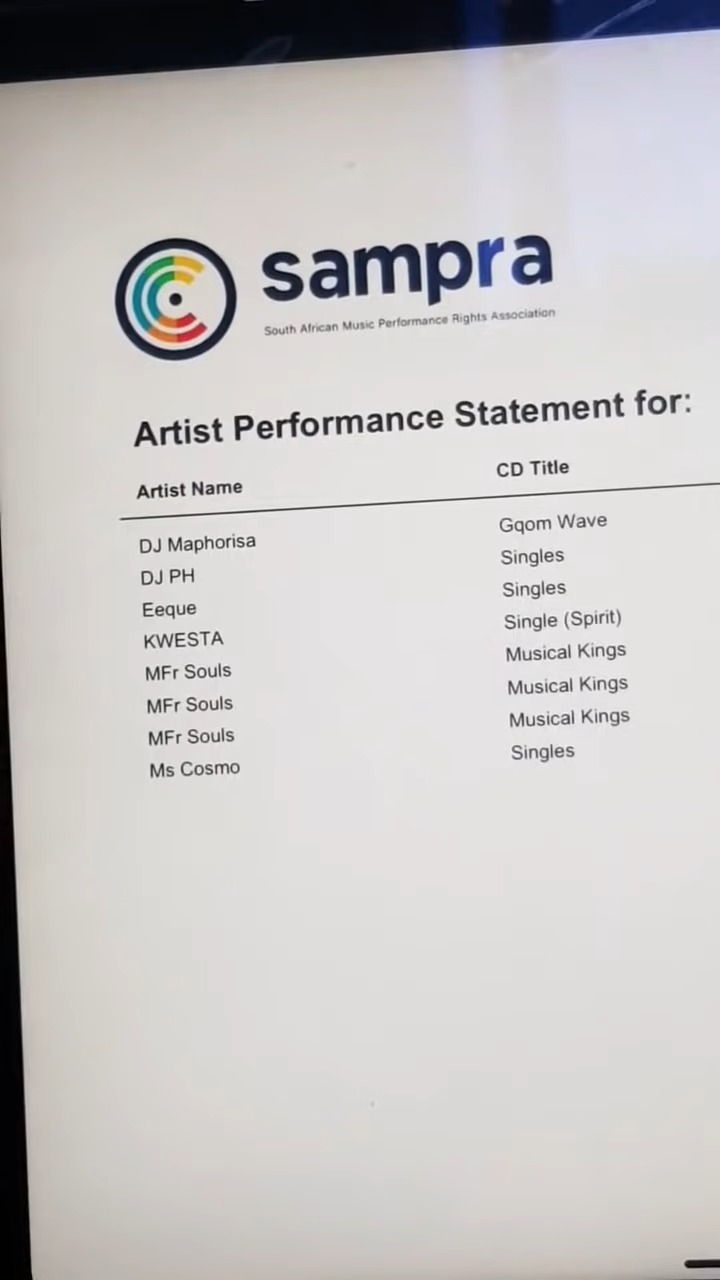 sampra
South African Music Performance Rights Association
Artist Performance Statement for:
Artist Name CD Title
DJ Maphorisa Gqom Wave
DJ PH Singles
Eeque Singles
KWESTA Single (Spirit)
MFr Souls Musical Kings
MFr Souls Musical Kings
MFr Souls Musical Kings
Ms Cosmo Singles